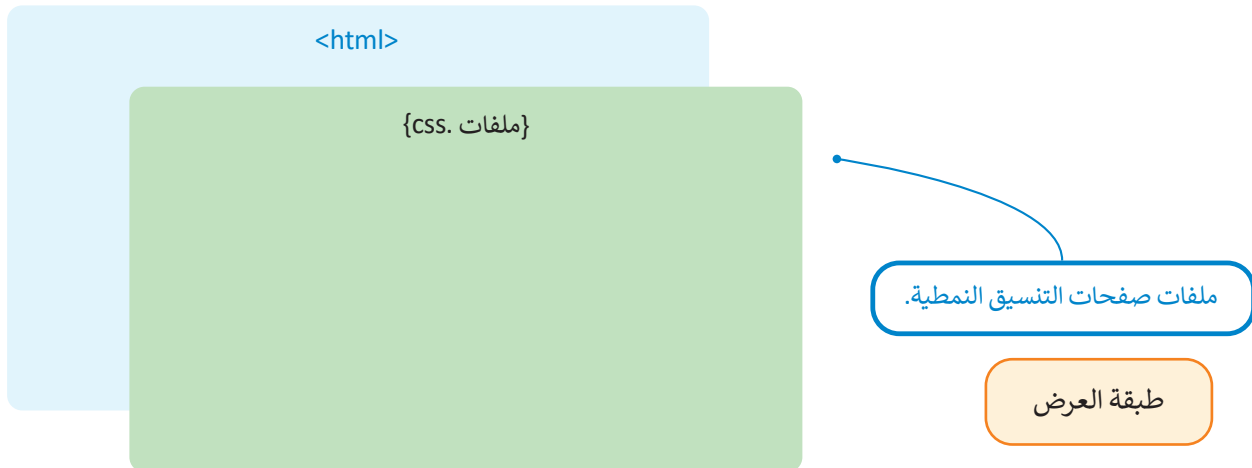 <html>
{ملفات .css}
ملفات صفحات التنسيق النمطية.
طبقة العرض